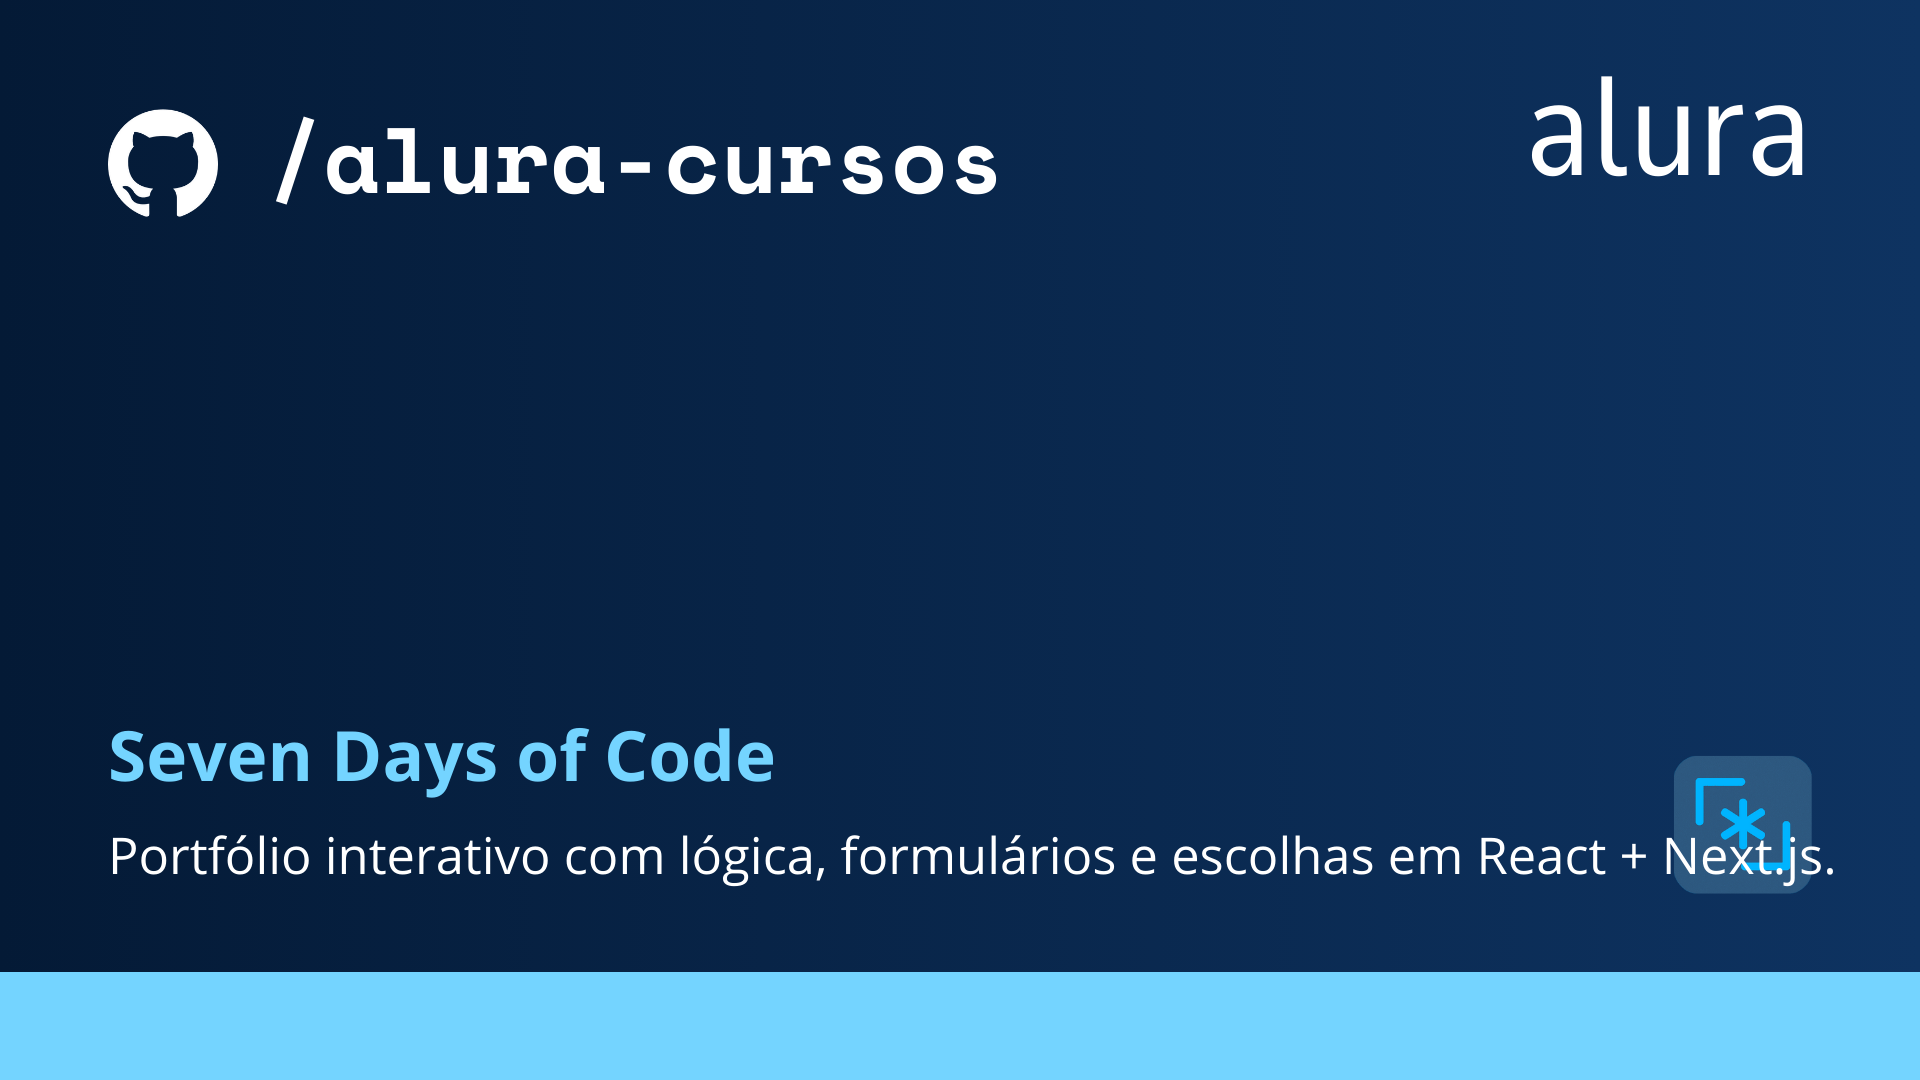 /alura-cursos
alura
Seven Days of Code
Portfólio interativo com lógica, formulários e escolhas em React + Next.js.